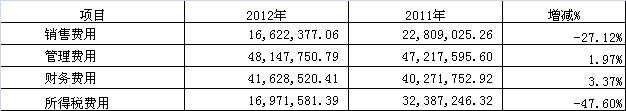 项目 2012年 2011年 增减%
销售费用 16,622,377.06 22,809,025.26 -27.12%
管理费用 48,147,750.79 47,217,595.60 1.97%
财务费用 41,628,520.41 40,271,752.92 3.37%
所得税费用 16,971,581.39 32,387,246.32 -47.60%